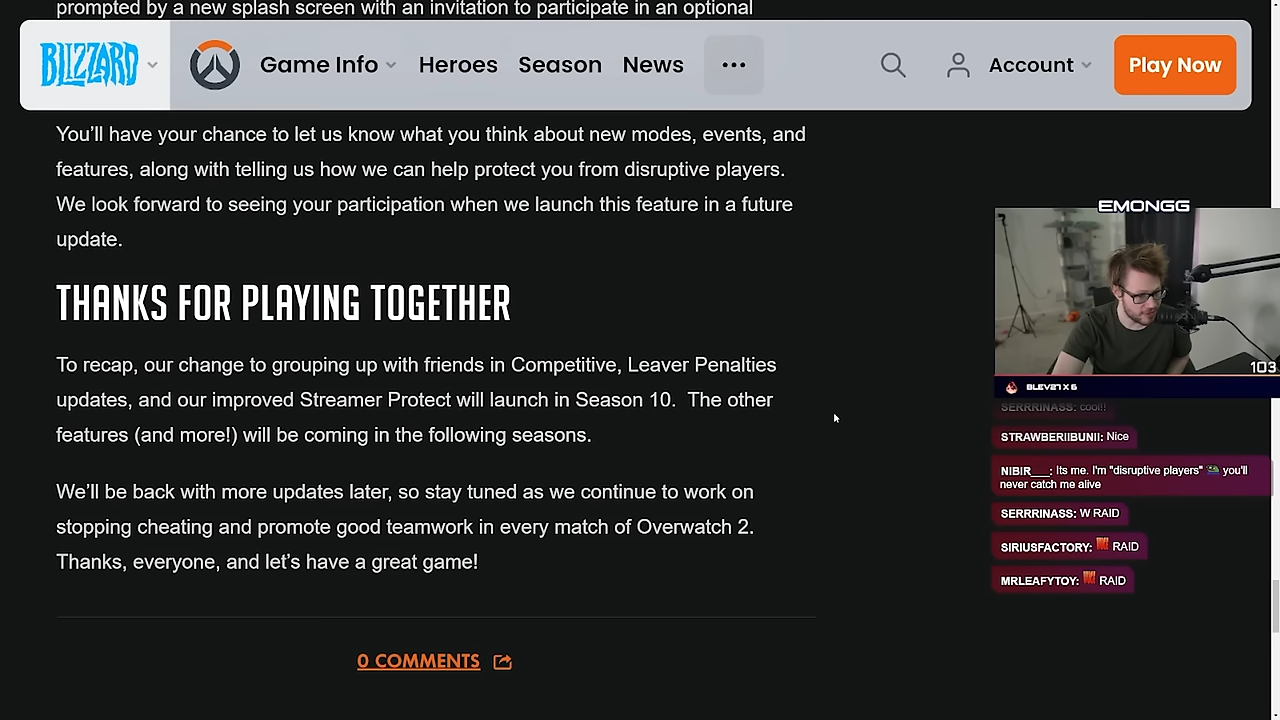 prompted by a new splash screen with an invitation to participate in an optional
BLIZZARD
Game Info
Heroes
Season
News
Account
Play Now
You’ll have your chance to let us know what you think about new modes, events, and
features, along with telling us how we can help protect you from disruptive players.
We look forward to seeing your participation when we launch this feature in a future
update.
THANKS FOR PLAYING TOGETHER
To recap, our change to grouping up with friends in Competitive, Leaver Penalties
updates, and our improved Streamer Protect will launch in Season 10.  The other
features (and more!) will be coming in the following seasons.
We’ll be back with more updates later, so stay tuned as we continue to work on
stopping cheating and promote good teamwork in every match of Overwatch 2.
Thanks, everyone, and let’s have a great game!
0 COMMENTS
EMONGG
103
BLEV27 X 6
SERRRINASS: cool!!
STRAWBERIIBUNII: Nice
NIBIR___: Its me. I'm "disruptive players" you'll
never catch me alive
SERRRINASS: W RAID
SIRIUSFACTORY: RAID
MRLEAFYTOY: RAID